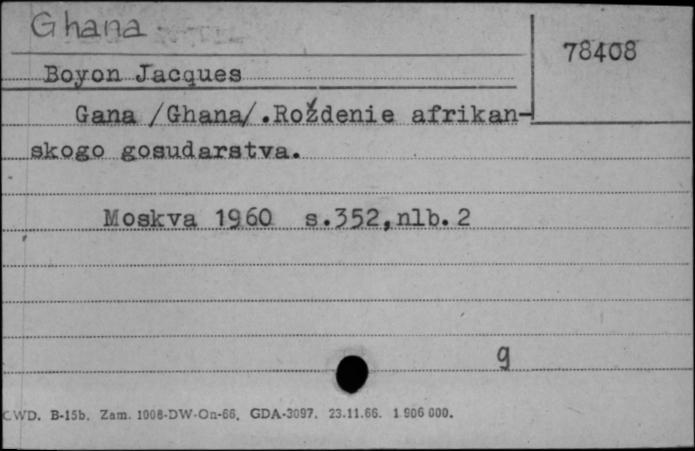 Ghana
78408
Boyon Jacques
Gana /Ghana/.Roždenie afrikan-
skogo gosudarstva.
Moskva 1960 s.352,nlb.2
g
CWD. B-15b. Zam. 1008-DW-On-66. GDA-3097. 23.11.66. 1 906 000.